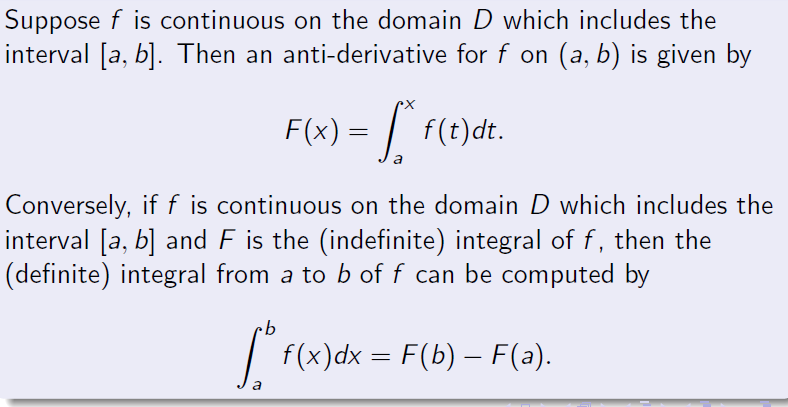 Suppose f is continuous on the domain D which includes the
interval [a, b]. Then an anti-derivative for f on (a, b) is given by
F(x) = ∫_a^x f(t)dt.
Conversely, if f is continuous on the domain D which includes the
interval [a, b] and F is the (indefinite) integral of f, then the
(definite) integral from a to b of f can be computed by
∫_a^b f(x)dx = F(b) − F(a).